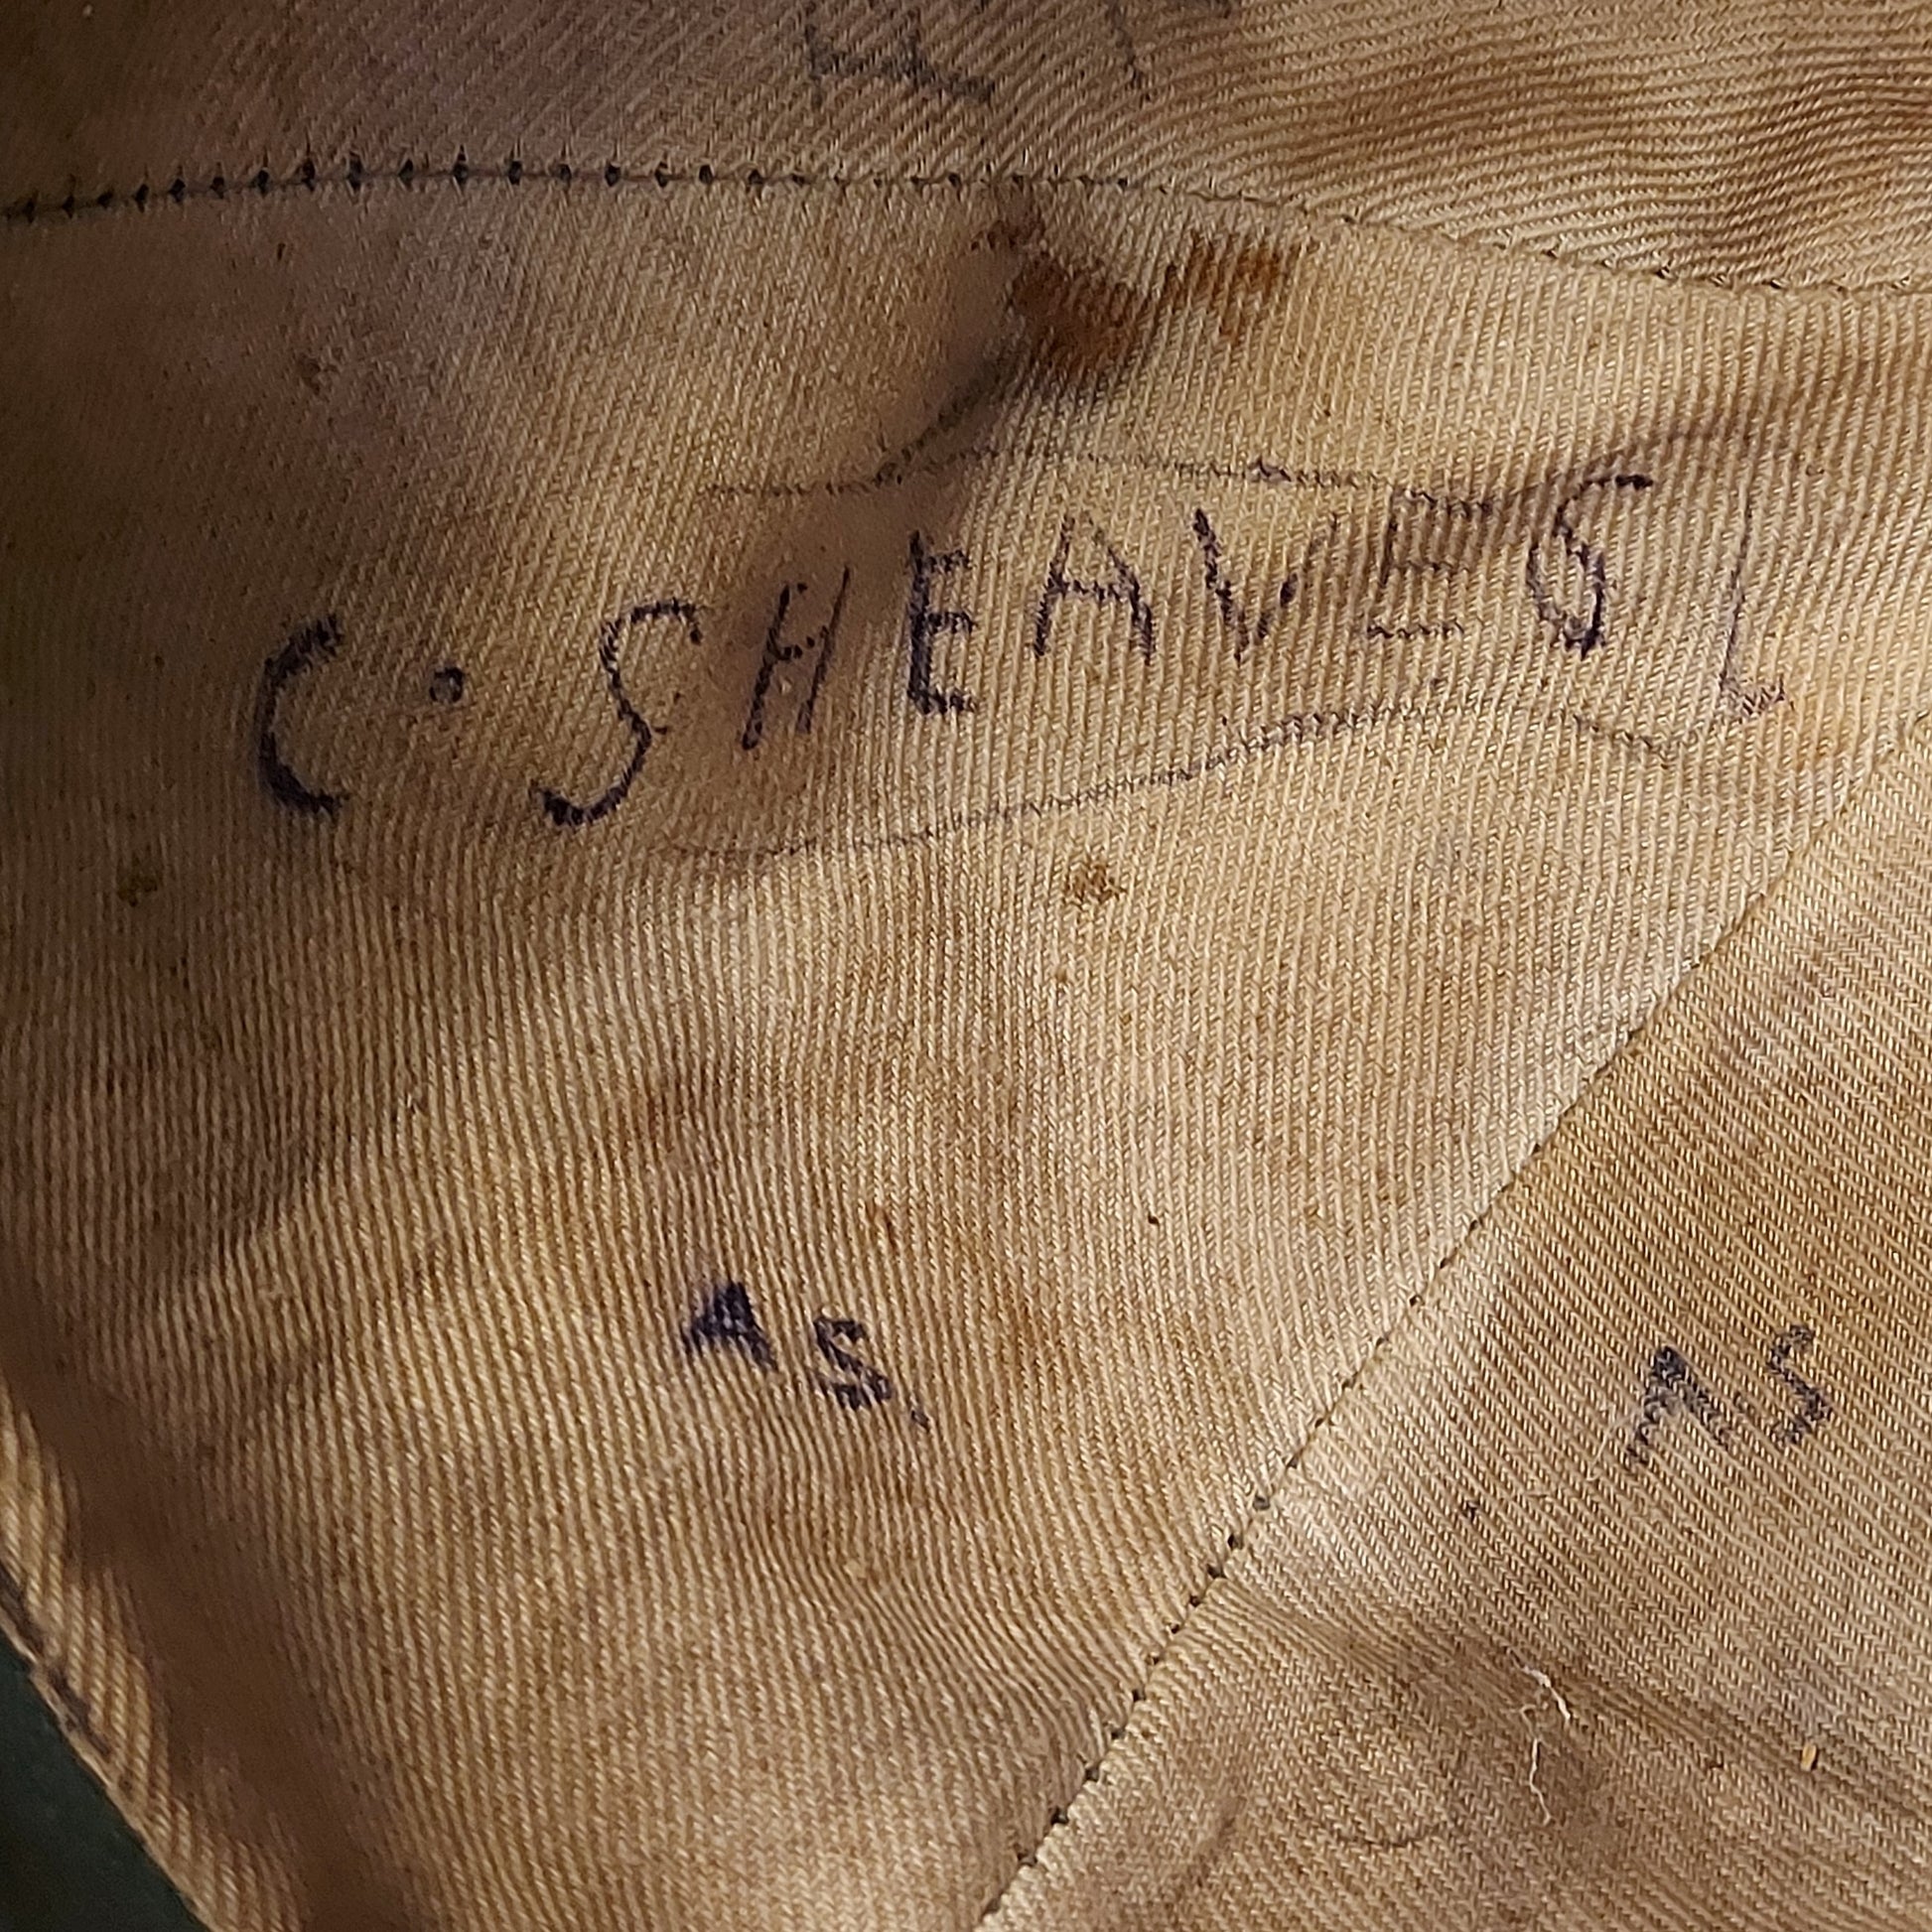 C. SHEAVES
AS.
AS